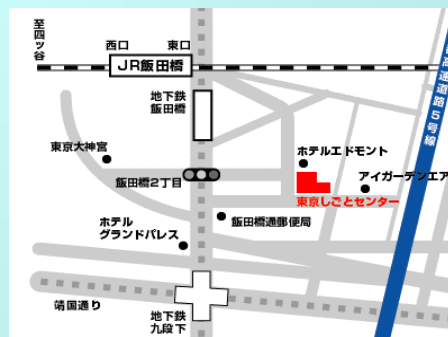 至四ッ谷
西口
東口
JR飯田橋
高速道路5号線
地下鉄
飯田橋
東京大神宮
ホテルエドモント
飯田橋2丁目
アイガーデンエア
東京しごとセンター
飯田橋通郵便局
ホテル
グランドパレス
靖国通り
地下鉄
九段下